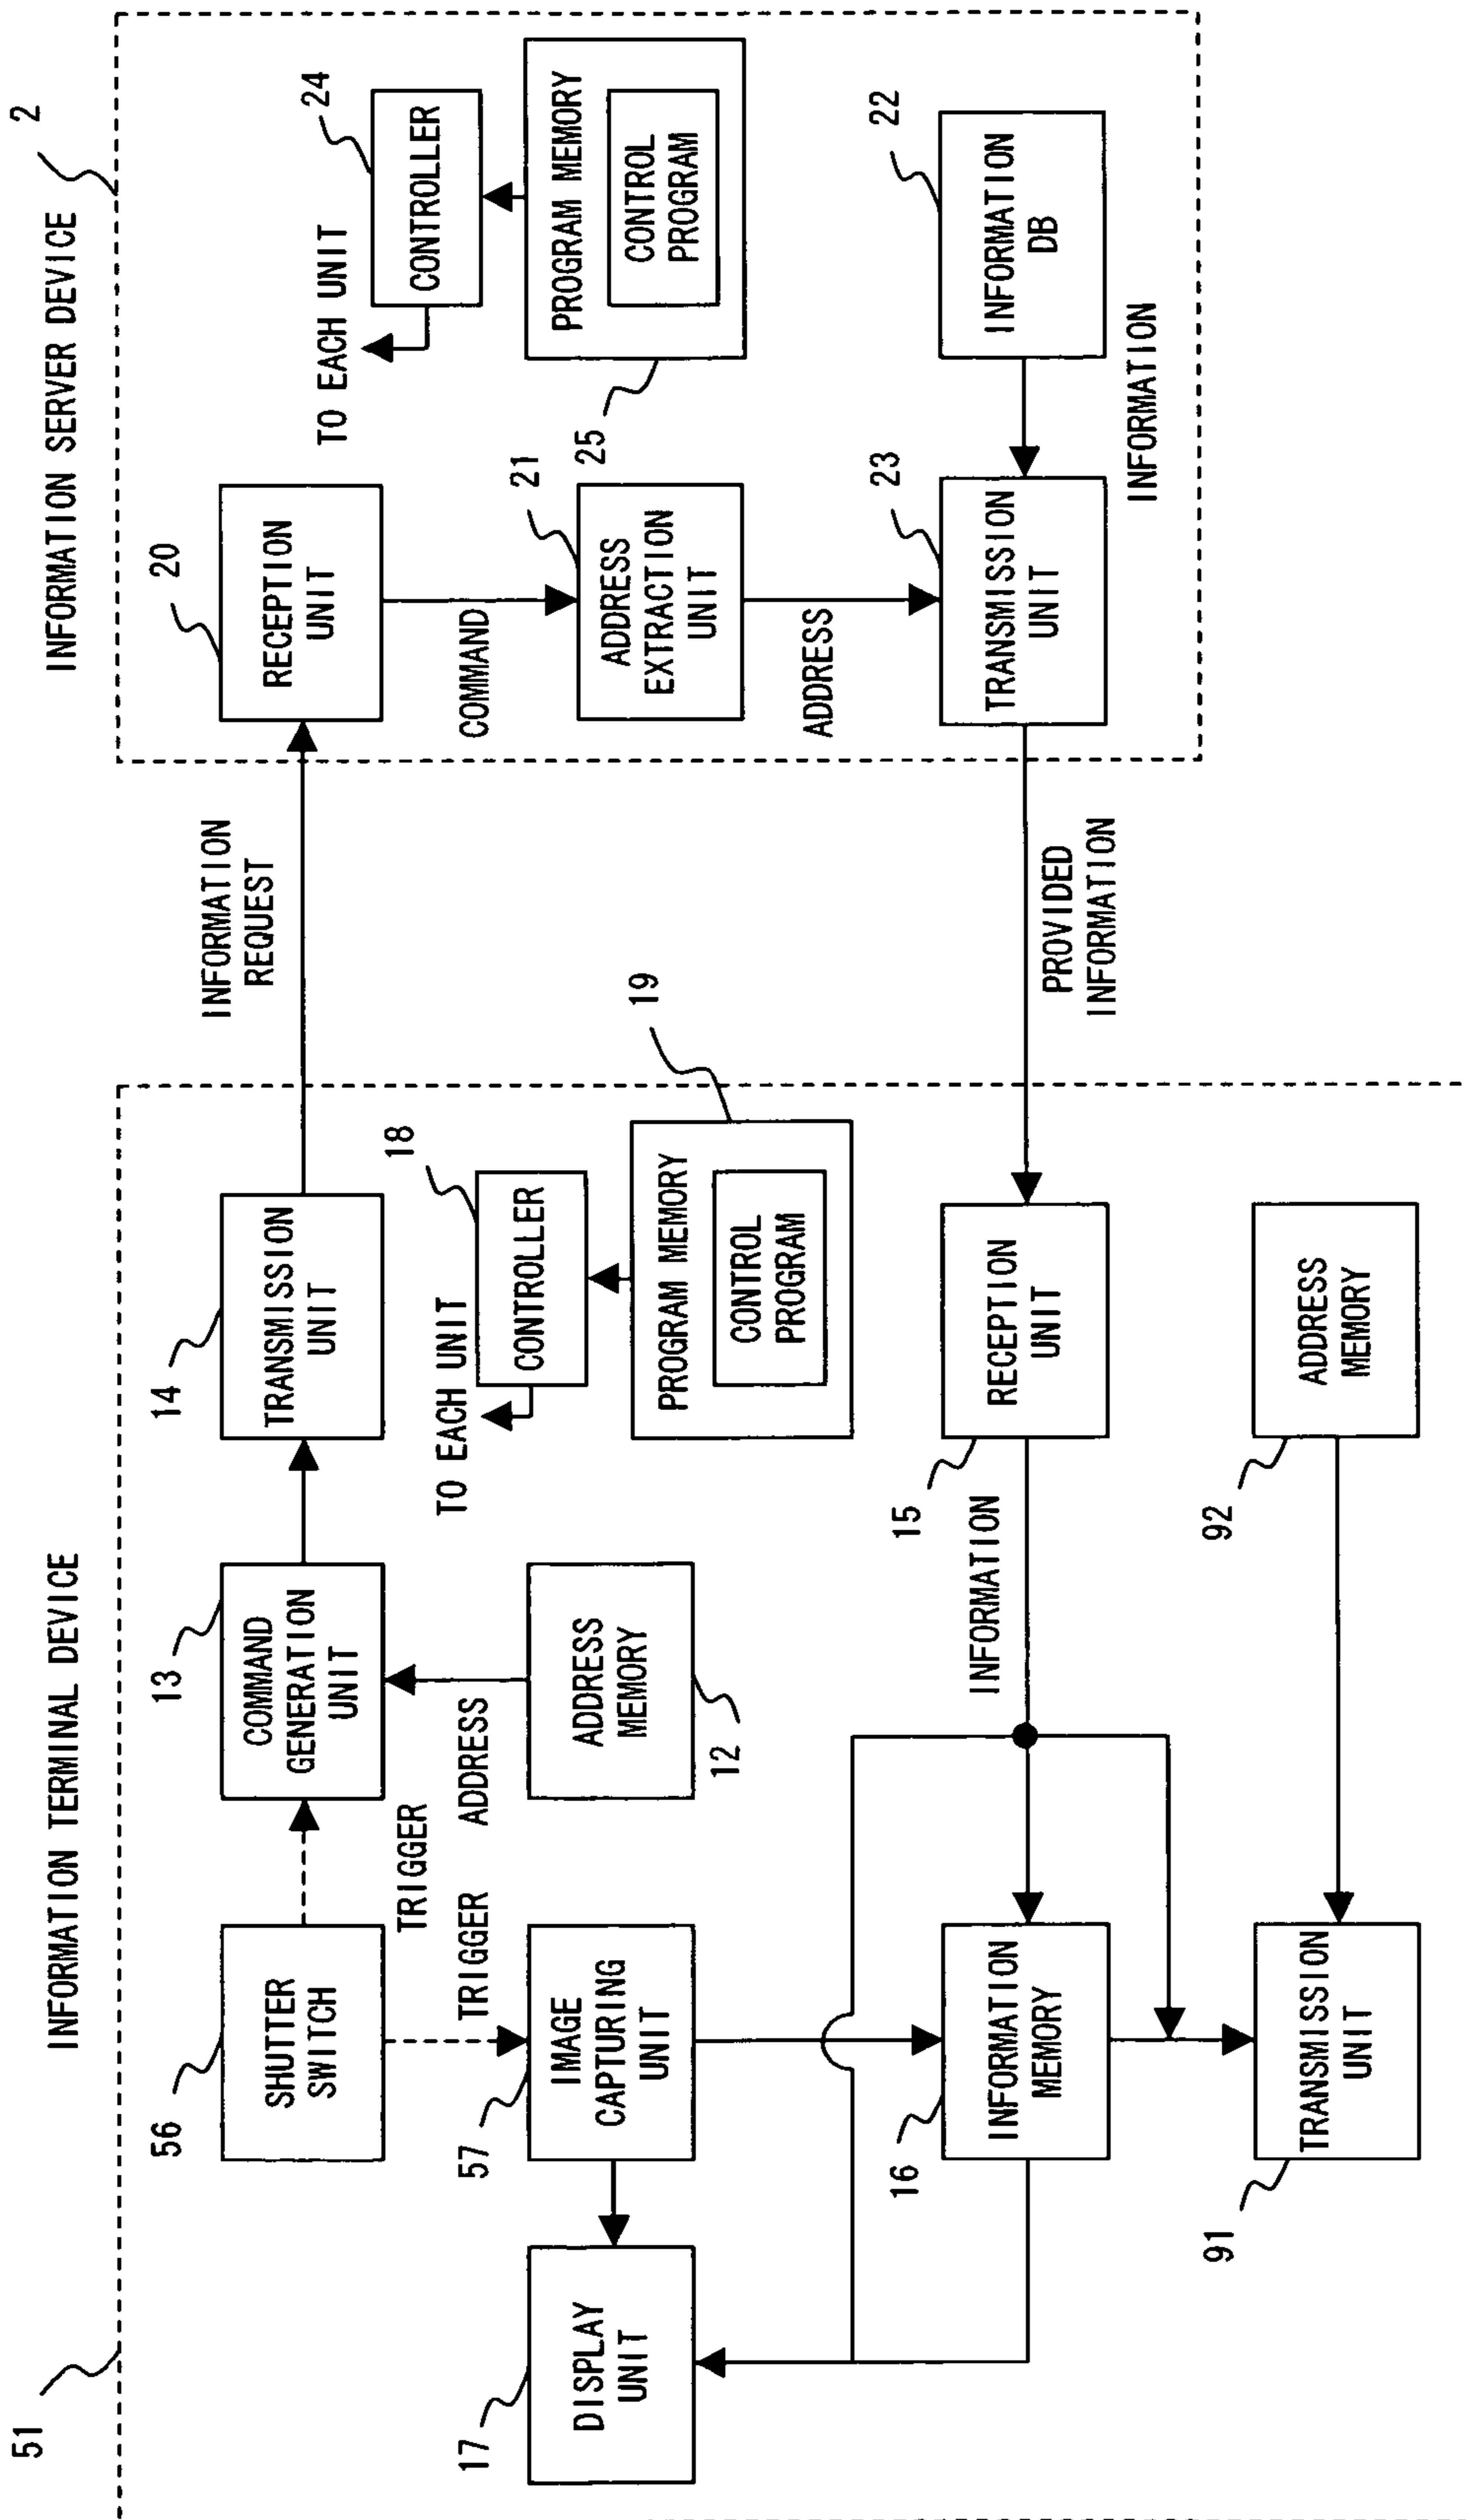 51
INFORMATION TERMINAL DEVICE
INFORMATION SERVER DEVICE
2
56
SHUTTER
SWITCH
13
COMMAND
GENERATION
UNIT
14
TRANSMISSION
UNIT
INFORMATION
REQUEST
20
RECEPTION
UNIT
TO EACH UNIT
24
CONTROLLER
TRIGGER
TRIGGER
ADDRESS
TO EACH UNIT
18
CONTROLLER
COMMAND
21
ADDRESS
EXTRACTION
UNIT
25
PROGRAM MEMORY
CONTROL
PROGRAM
17
DISPLAY
UNIT
57
IMAGE
CAPTURING
UNIT
ADDRESS
MEMORY
12
PROGRAM MEMORY
CONTROL
PROGRAM
19
ADDRESS
16
INFORMATION
MEMORY
INFORMATION
15
RECEPTION
UNIT
PROVIDED
INFORMATION
23
TRANSMISSION
UNIT
22
INFORMATION
DB
INFORMATION
91
TRANSMISSION
UNIT
92
ADDRESS
MEMORY